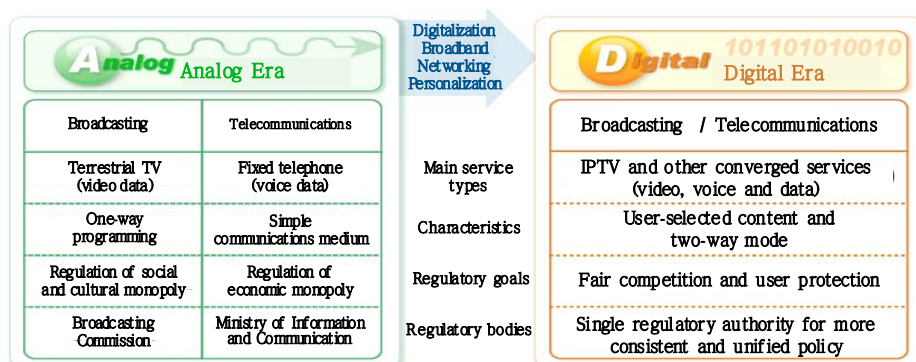 Analog Analog Era
Digitalization
Broadband
Networking
Personalization
101101010010
Digital Digital Era
Broadcasting Telecommunications
Broadcasting / Telecommunications
Terrestrial TV
(video data)
Fixed telephone
(voice data)
Main service
types
IPTV and other converged services
(video, voice and data)
One-way
programming
Simple
communications medium
Characteristics
User-selected content and
two-way mode
Regulation of social
and cultural monopoly
Regulation of
economic monopoly
Regulatory goals
Fair competition and user protection
Broadcasting
Commission
Ministry of Information
and Communication
Regulatory bodies
Single regulatory authority for more
consistent and unified policy